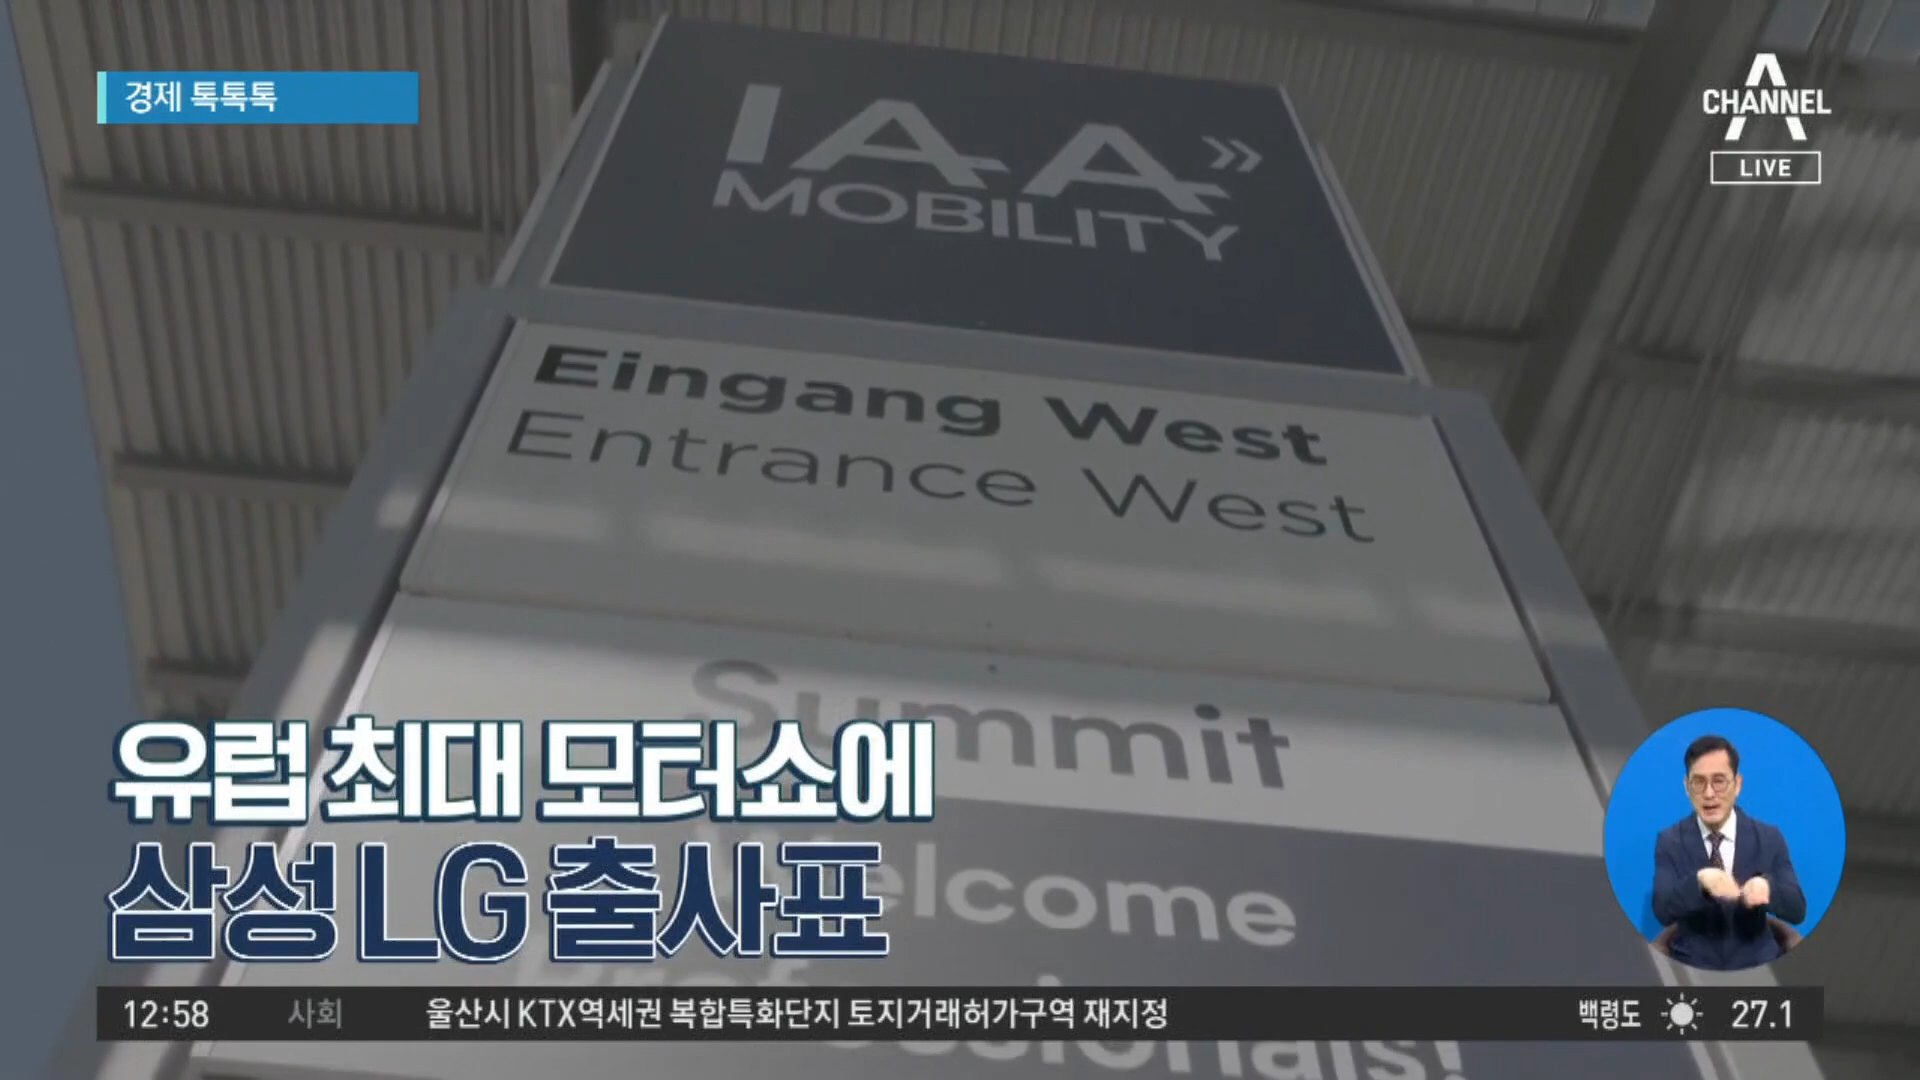 경제 톡톡톡
CHANNEL A
LIVE
IAA
MOBILITY
Eingang West
Entrance West
Summit
Welcome
Professionals!
유럽 최대 모터쇼에
삼성 LG 출사표
12:58 사회 울산시 KTX역세권 복합특화단지 토지거래허가구역 재지정 백령도 27.1